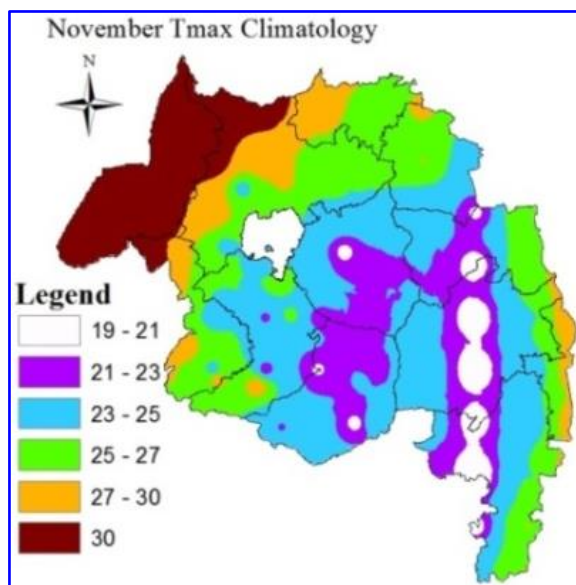 November Tmax Climatology
Legend
19 - 21
21 - 23
23 - 25
25 - 27
27 - 30
30